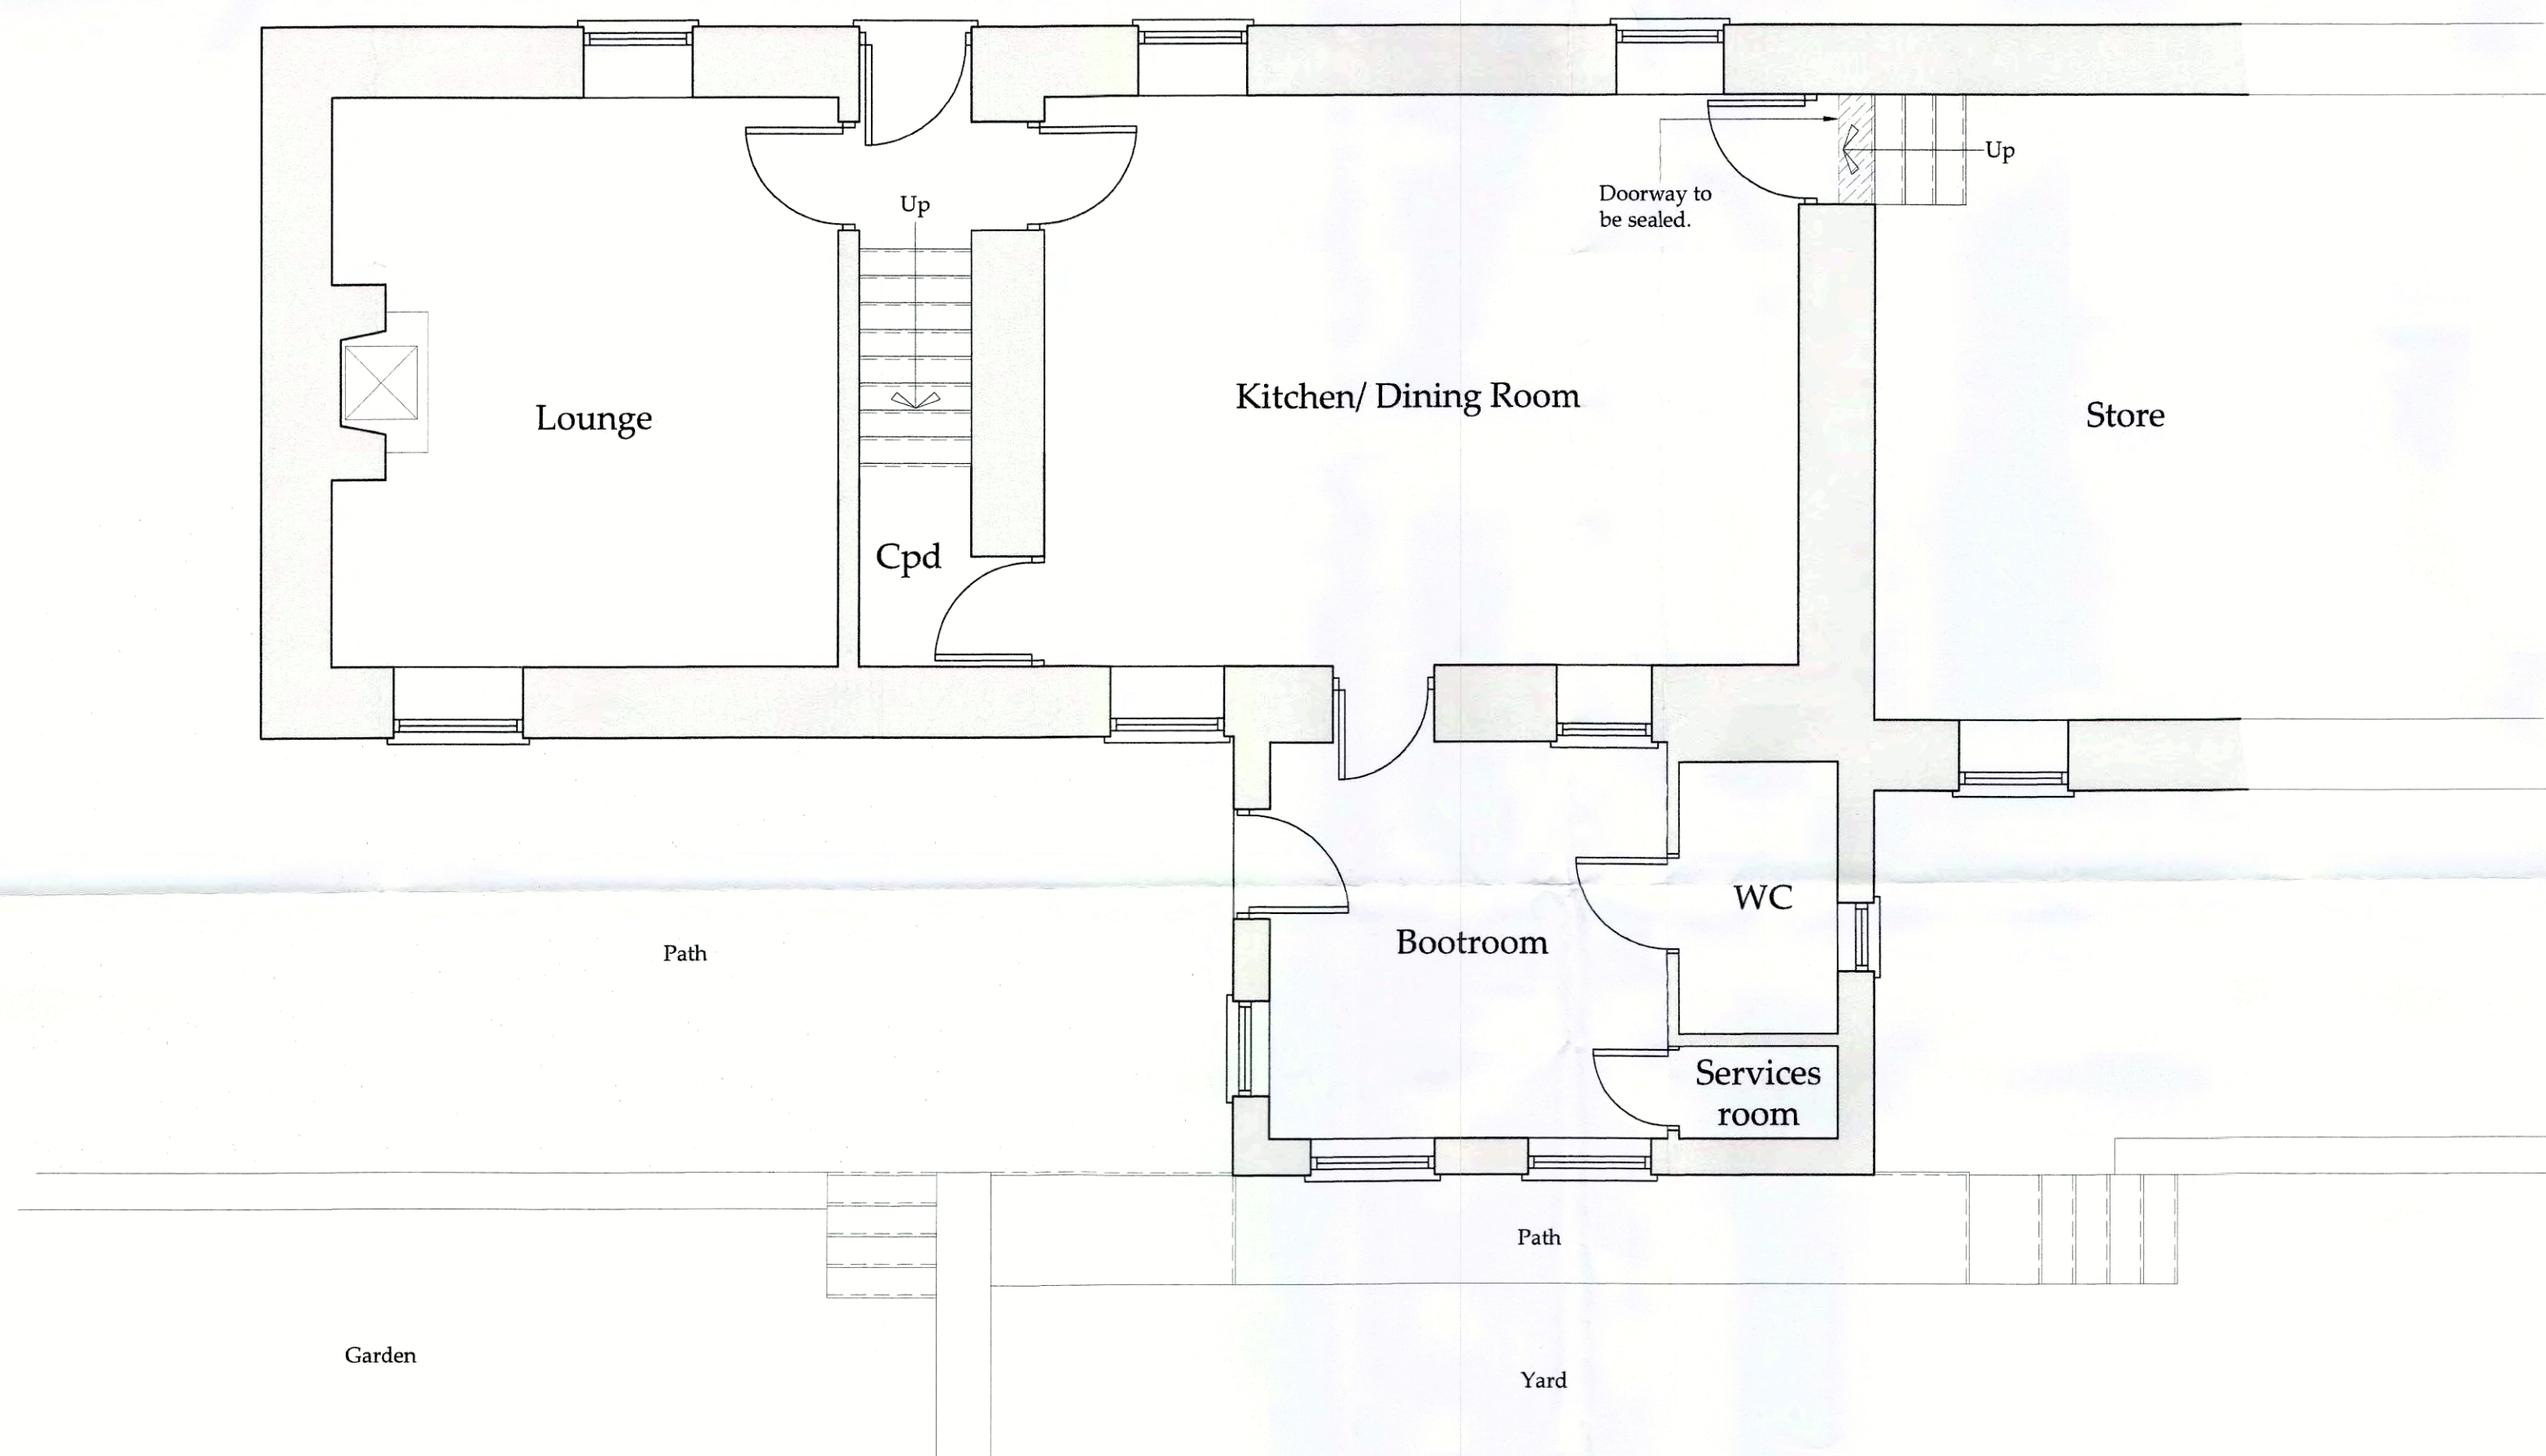 Up
Doorway to
be sealed.
Up
Kitchen/ Dining Room
Lounge
Store
Cpd
WC
Bootroom
Path
Services
room
Path
Garden
Yard